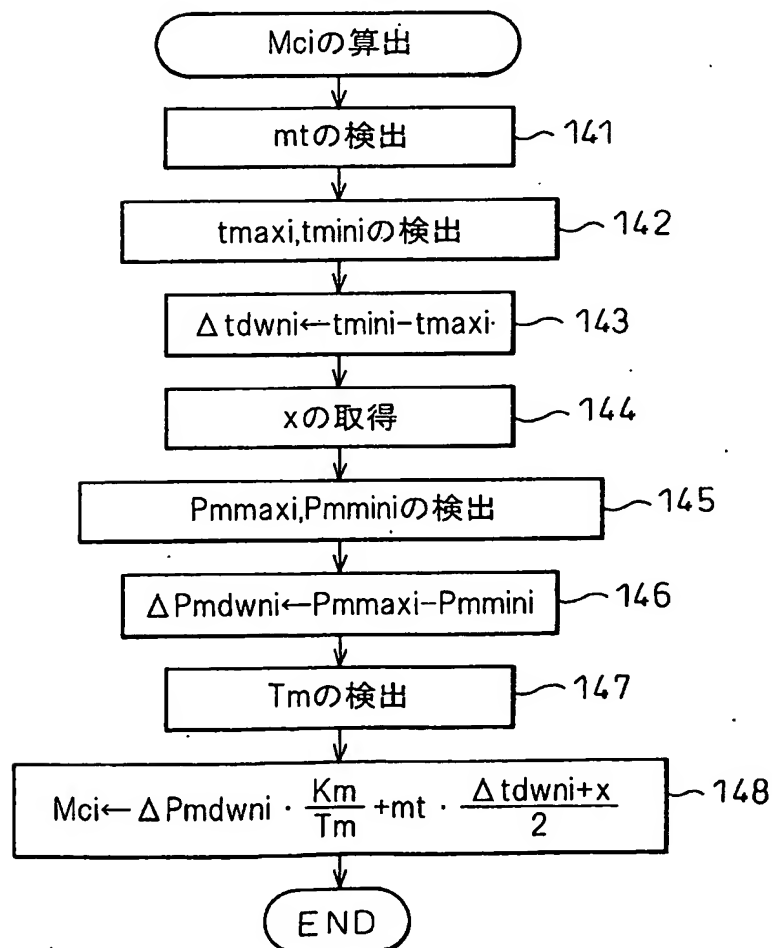 Mciの算出
mtの検出 141
tmaxi,tminiの検出 142
Δtdwni←tmini-tmaxi 143
xの取得 144
Pmmaxi,Pmminiの検出 145
ΔPmdwni←Pmmaxi-Pmmini 146
Tmの検出 147
Mci←ΔPmdwni・Km/Tm+mt・Δtdwni+x/2 148
END